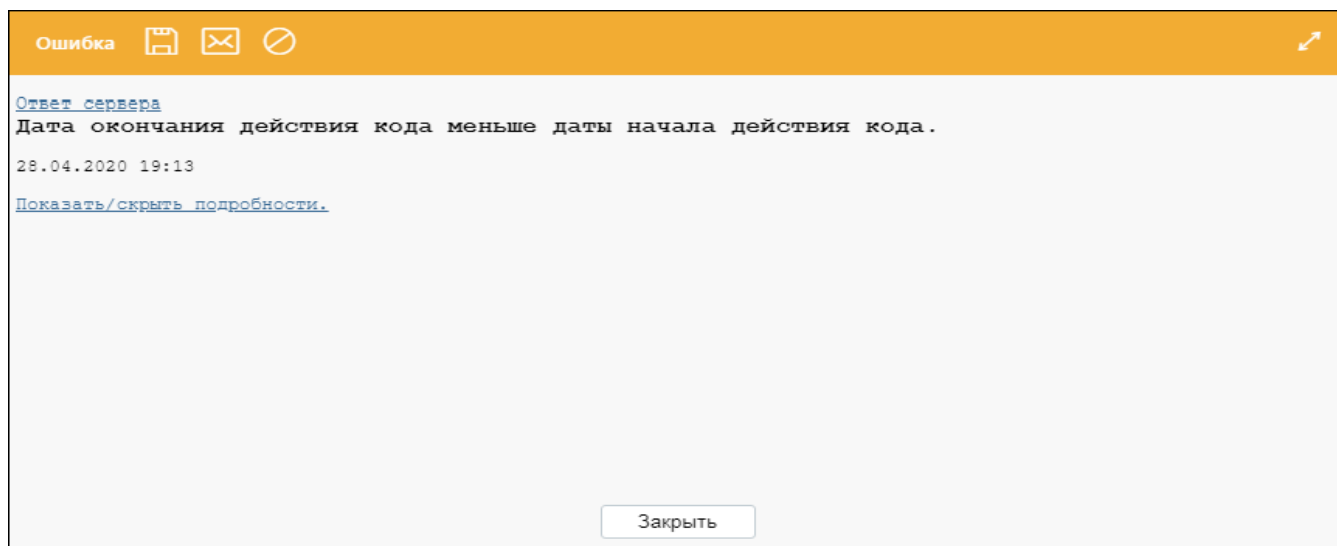 Ошибка
Ответ сервера
Дата окончания действия кода меньше даты начала действия кода.
28.04.2020 19:13
Показать/скрыть подробности.
Закрыть